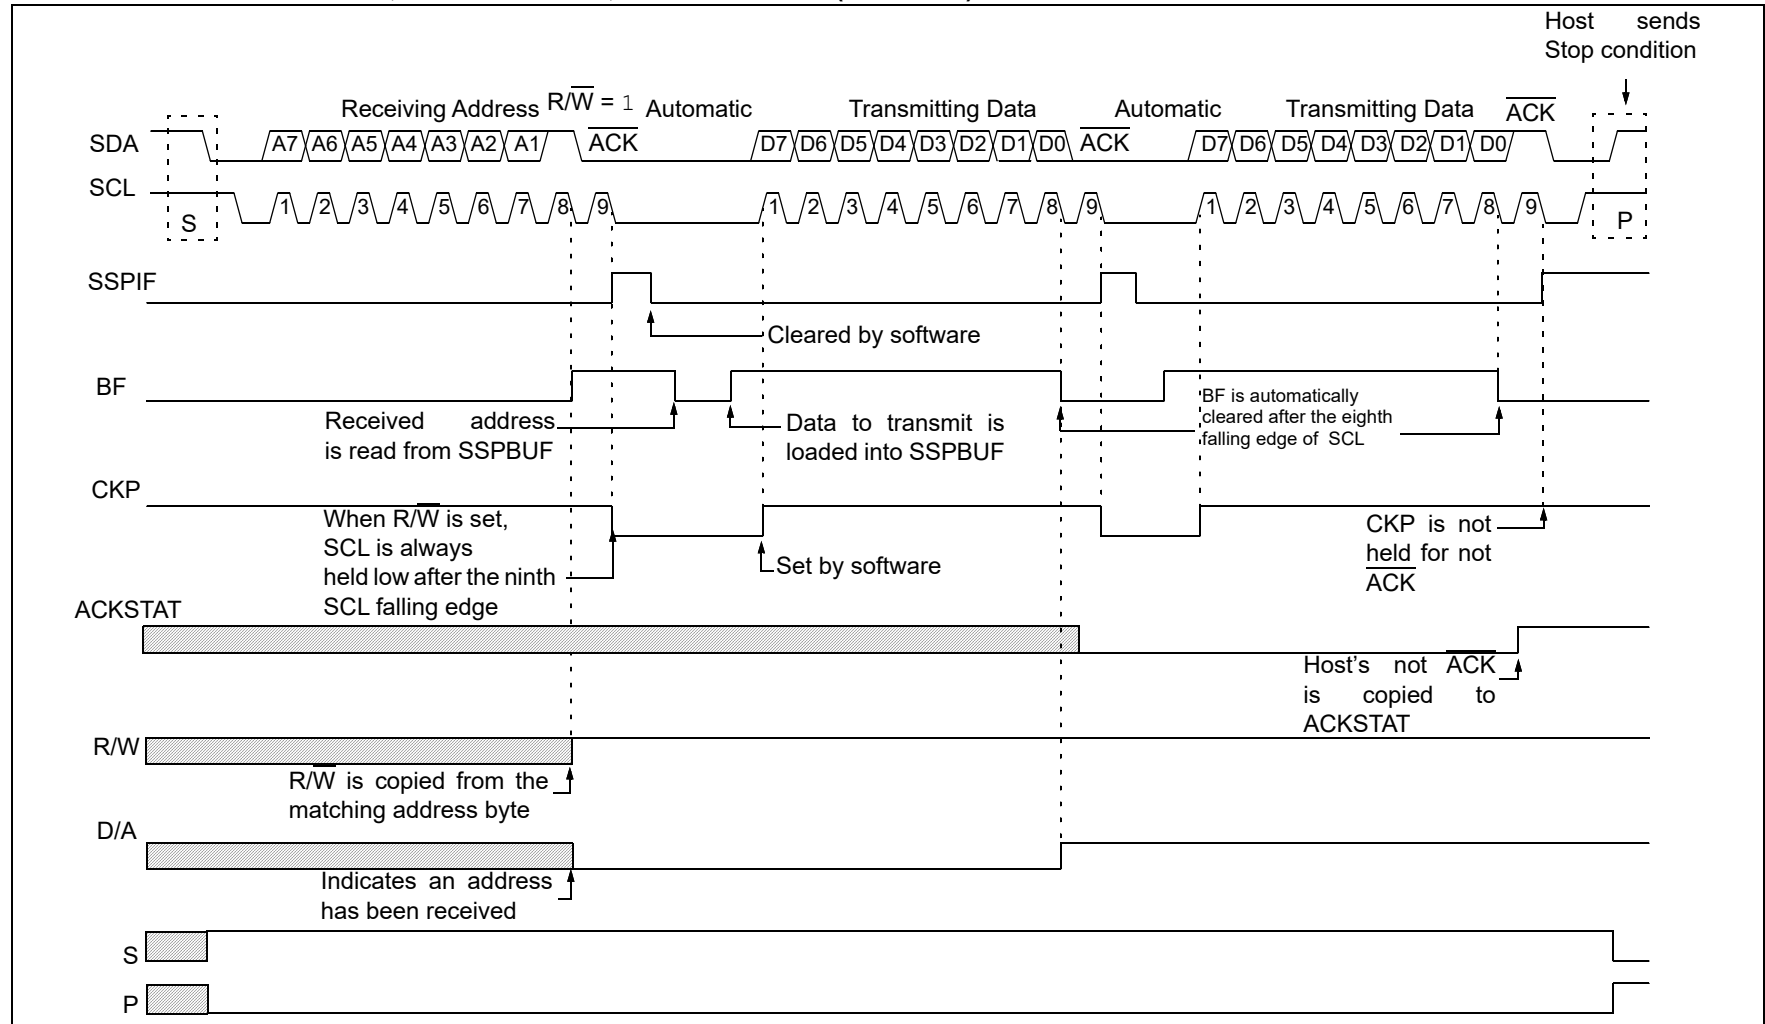 Host sends
Stop condition
Receiving Address R/W = 1 Automatic Transmitting Data Automatic Transmitting Data ACK
SDA A7 A6 A5 A4 A3 A2 A1 ACK D7 D6 D5 D4 D3 D2 D1 D0 ACK D7 D6 D5 D4 D3 D2 D1 D0
SCL
1 2 3 4 5 6 7 8 9 1 2 3 4 5 6 7 8 9 1 2 3 4 5 6 7 8 9
S P
SSPIF
Cleared by software
BF
Received address
is read from SSPBUF
Data to transmit is
loaded into SSPBUF
BF is automatically
cleared after the eighth
falling edge of SCL
CKP
When R/W is set,
SCL is always
held low after the ninth
SCL falling edge
Set by software
CKP is not
held for not
ACK
ACKSTAT
Host's not ACK
is copied to
ACKSTAT
R/W
R/W is copied from the
matching address byte
D/A
Indicates an address
has been received
S
P